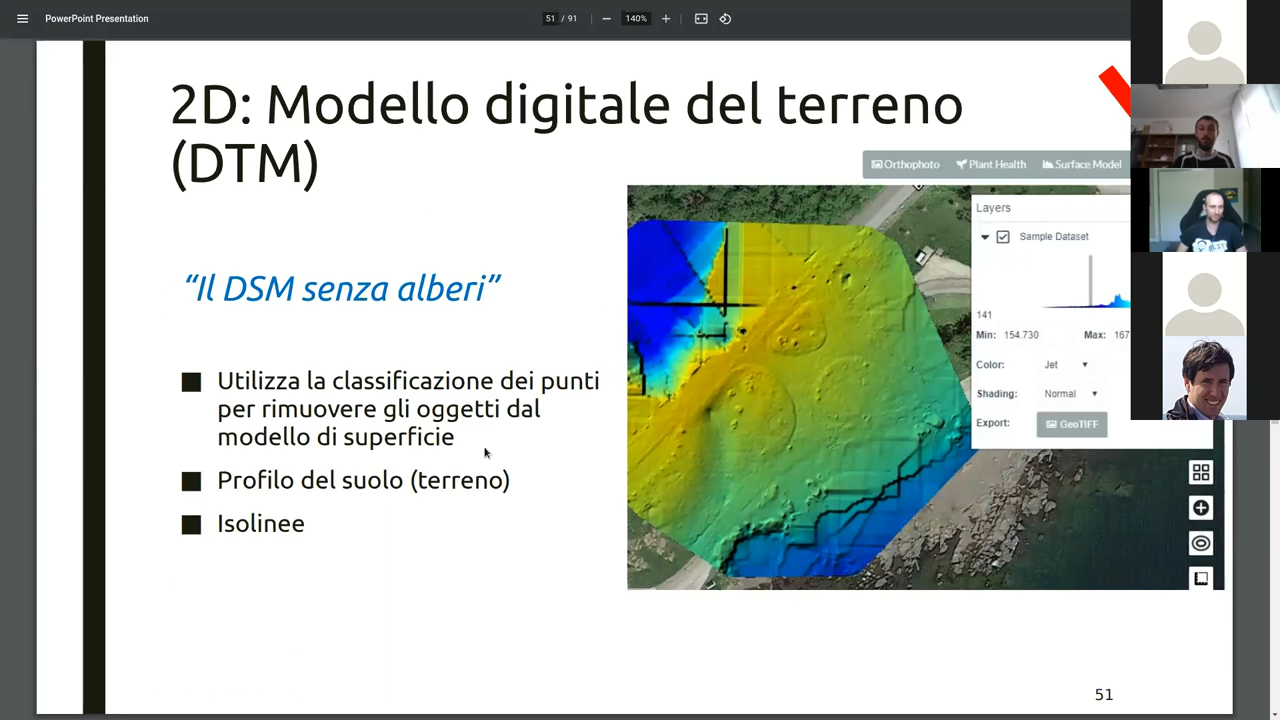 PowerPoint Presentation
51 / 91
140%
2D: Modello digitale del terreno
(DTM)
Orthophoto
Plant Health
Surface Model
Layers
Sample Dataset
141
Min: 154.730
Max: 167
Color: Jet
Shading: Normal
Export: GeoTIFF
“Il DSM senza alberi”
Utilizza la classificazione dei punti
per rimuovere gli oggetti dal
modello di superficie
Profilo del suolo (terreno)
Isolinee
51